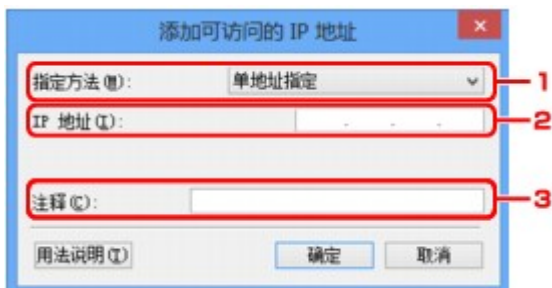 添加可访问的 IP 地址
指定方法(M): 单地址指定 1
IP 地址(I): . . . 2
注释(C): 3
用法说明(T) 确定 取消